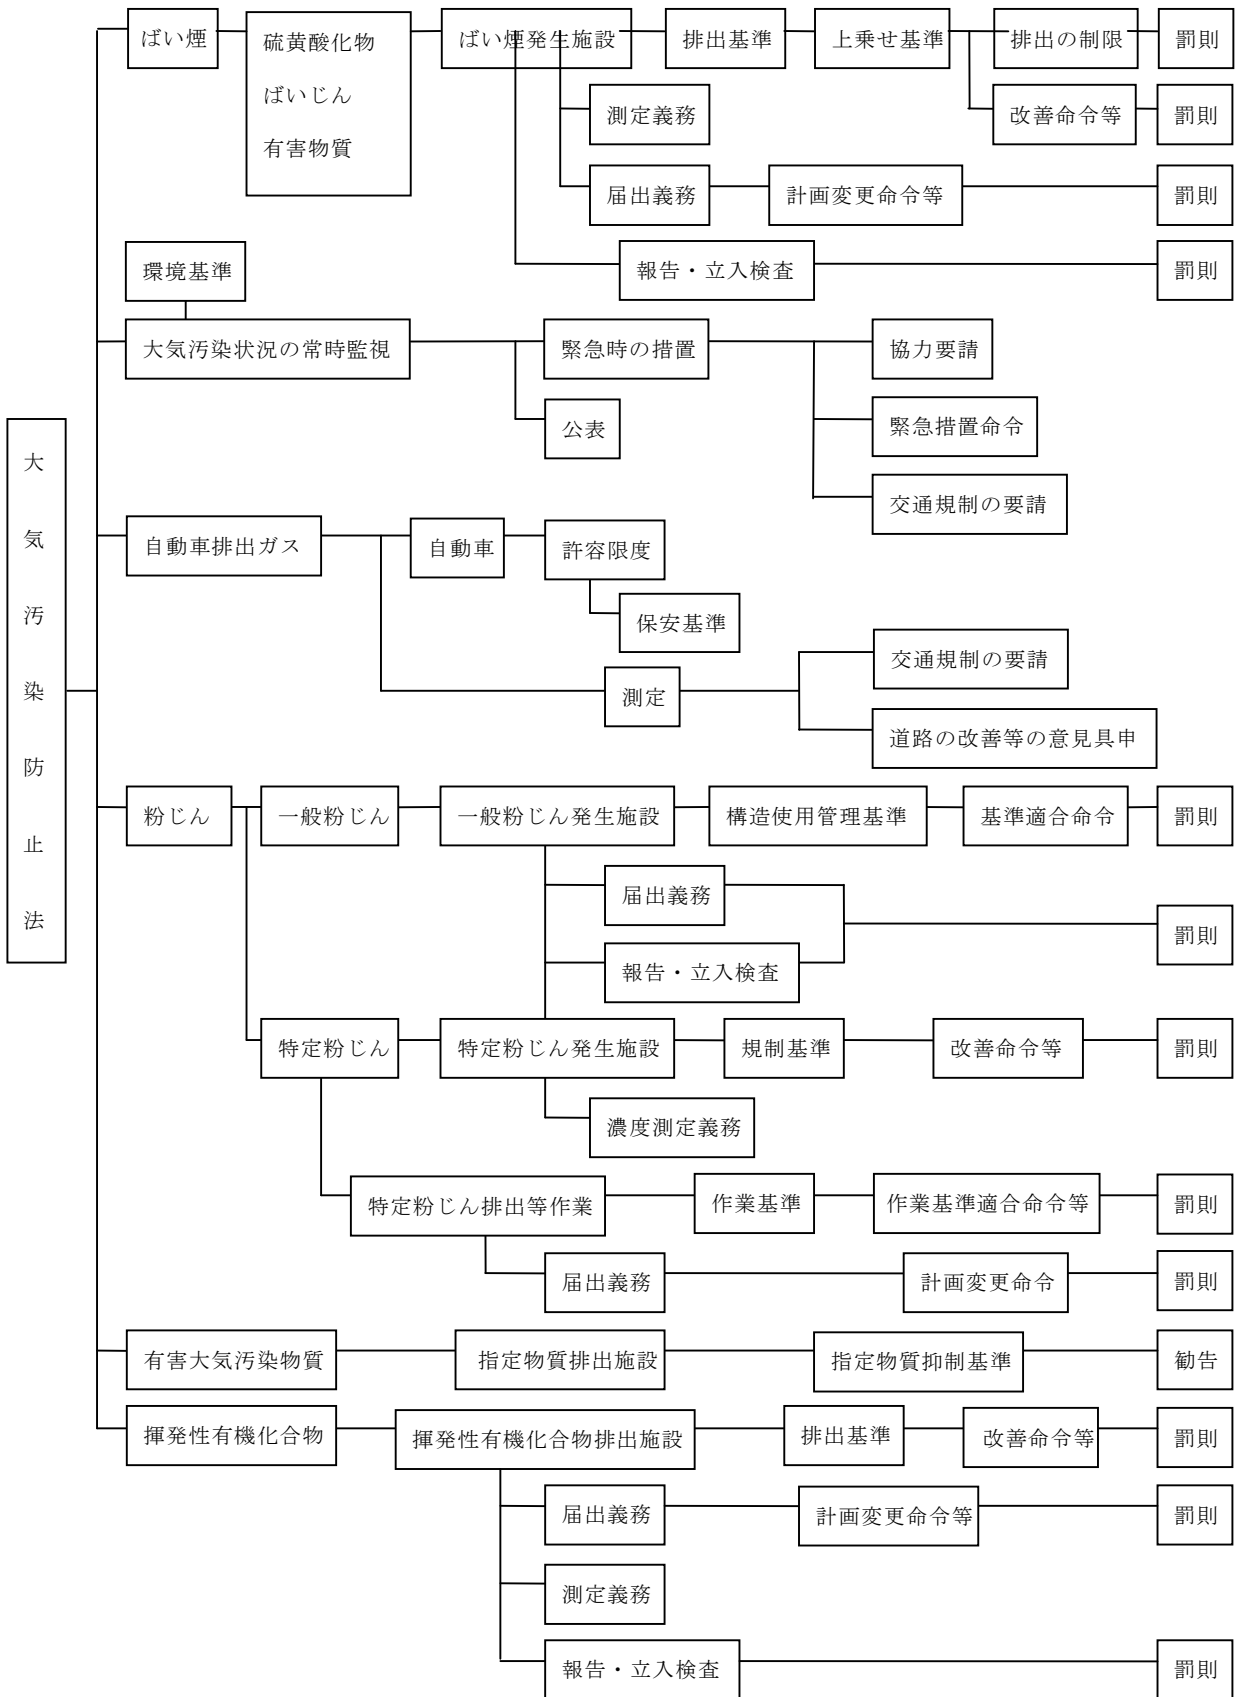 ばい煙
硫黄酸化物
ばいじん
有害物質
ばい煙発生施設
排出基準
上乗せ基準
排出の制限
罰則
測定義務
改善命令等
罰則
届出義務
計画変更命令等
罰則
報告・立入検査
罰則
環境基準
大気汚染状況の常時監視
緊急時の措置
協力要請
公表
緊急措置命令
交通規制の要請
大気汚染防止法
自動車排出ガス
自動車
許容限度
保安基準
測定
交通規制の要請
道路の改善等の意見具申
粉じん
一般粉じん
一般粉じん発生施設
構造使用管理基準
基準適合命令
罰則
届出義務
報告・立入検査
罰則
特定粉じん
特定粉じん発生施設
規制基準
改善命令等
罰則
濃度測定義務
特定粉じん排出等作業
作業基準
作業基準適合命令等
罰則
届出義務
計画変更命令
罰則
有害大気汚染物質
指定物質排出施設
指定物質抑制基準
勧告
揮発性有機化合物
揮発性有機化合物排出施設
排出基準
改善命令等
罰則
届出義務
計画変更命令等
罰則
測定義務
報告・立入検査
罰則